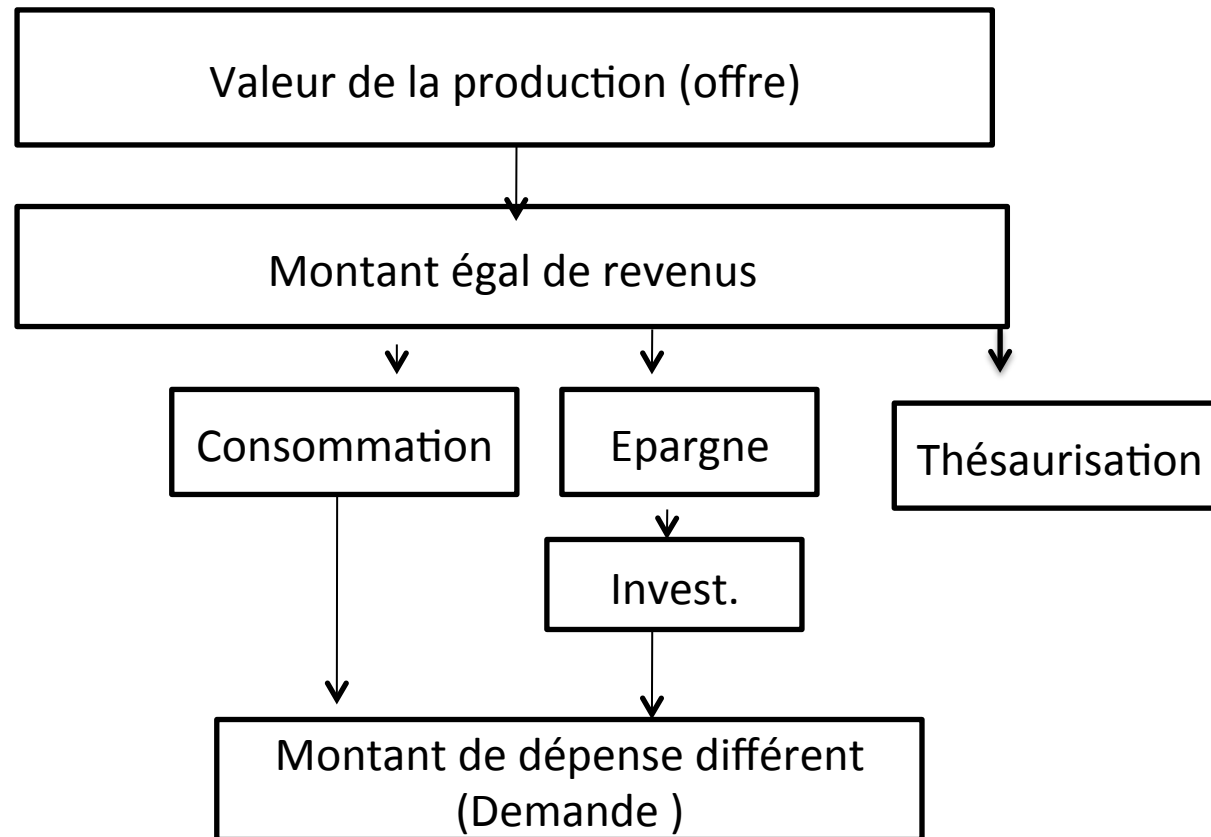 Valeur de la production (offre)
Montant égal de revenus
Consommation
Epargne
Thésaurisation
Invest.
Montant de dépense différent
(Demande )